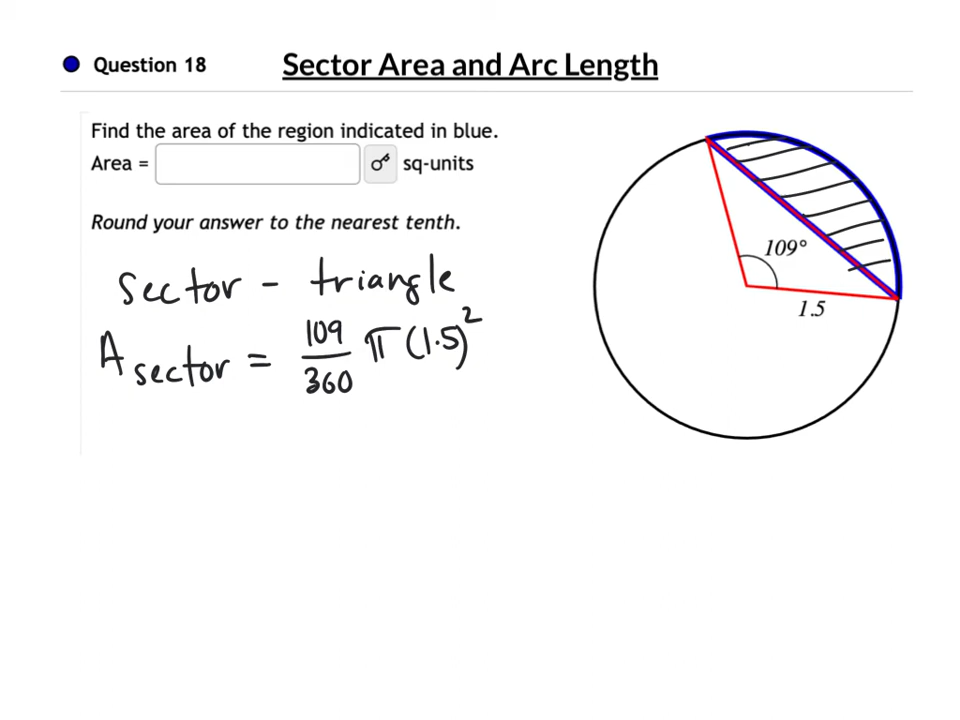 Question 18 Sector Area and Arc Length
Find the area of the region indicated in blue.
Area = sq-units
Round your answer to the nearest tenth.
sector - triangle
A sector = 109/360 π (1.5)²
109°
1.5